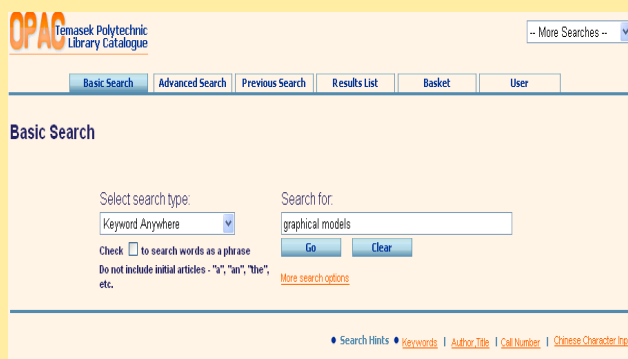 OPAC Temasek Polytechnic
Library Catalogue
-- More Searches --
Basic Search Advanced Search Previous Search Results List Basket User
Basic Search
Select search type: Search for:
Keyword Anywhere graphical models
Check to search words as a phrase Go Clear
Do not include initial articles - "a", "an", "the",
etc.
More search options
• Search Hints • Keywords | Author,Title | Call Number | Chinese Character Inp